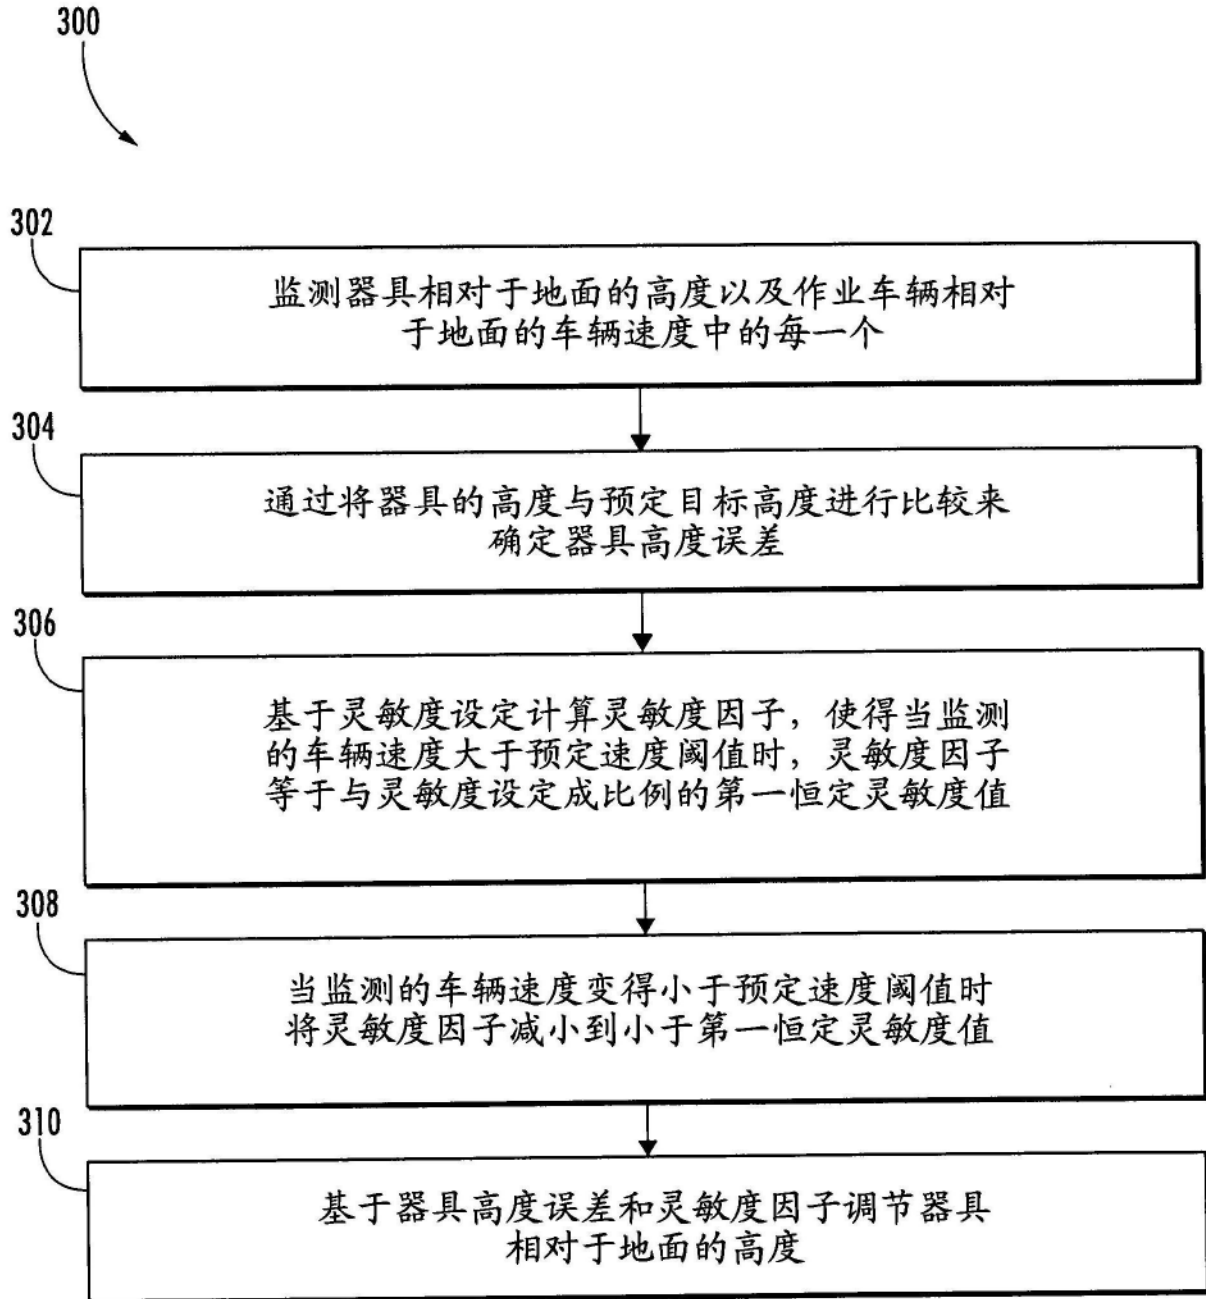 300
302
监测器具相对于地面的高度以及作业车辆相对
于地面的车辆速度中的每一个
304
通过将器具的高度与预定目标高度进行比较来
确定器具高度误差
306
基于灵敏度设定计算灵敏度因子，使得当监测
的车辆速度大于预定速度阈值时，灵敏度因子
等于与灵敏度设定成比例的第一恒定灵敏度值
308
当监测的车辆速度变得小于预定速度阈值时
将灵敏度因子减小到小于第一恒定灵敏度值
310
基于器具高度误差和灵敏度因子调节器具
相对于地面的高度